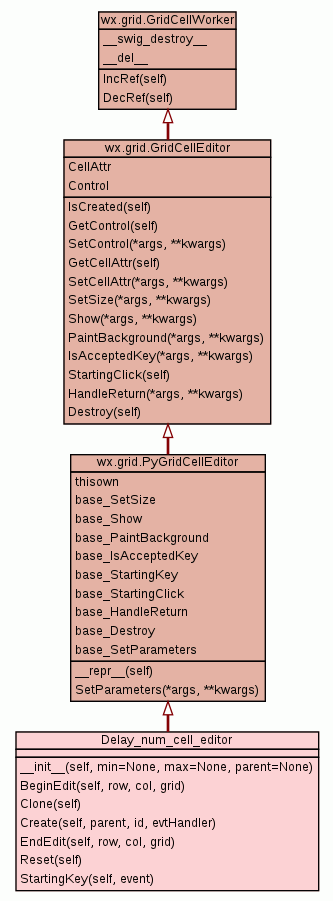 wx.grid.GridCellWorker
__swig_destroy__
__del__
IncRef(self)
DecRef(self)
wx.grid.GridCellEditor
CellAttr
Control
IsCreated(self)
GetControl(self)
SetControl(*args, **kwargs)
GetCellAttr(self)
SetCellAttr(*args, **kwargs)
SetSize(*args, **kwargs)
Show(*args, **kwargs)
PaintBackground(*args, **kwargs)
IsAcceptedKey(*args, **kwargs)
StartingClick(self)
HandleReturn(*args, **kwargs)
Destroy(self)
wx.grid.PyGridCellEditor
thisown
base_SetSize
base_Show
base_PaintBackground
base_IsAcceptedKey
base_StartingKey
base_StartingClick
base_HandleReturn
base_Destroy
base_SetParameters
__repr__(self)
SetParameters(*args, **kwargs)
Delay_num_cell_editor
__init__(self, min=None, max=None, parent=None)
BeginEdit(self, row, col, grid)
Clone(self)
Create(self, parent, id, evtHandler)
EndEdit(self, row, col, grid)
Reset(self)
StartingKey(self, event)